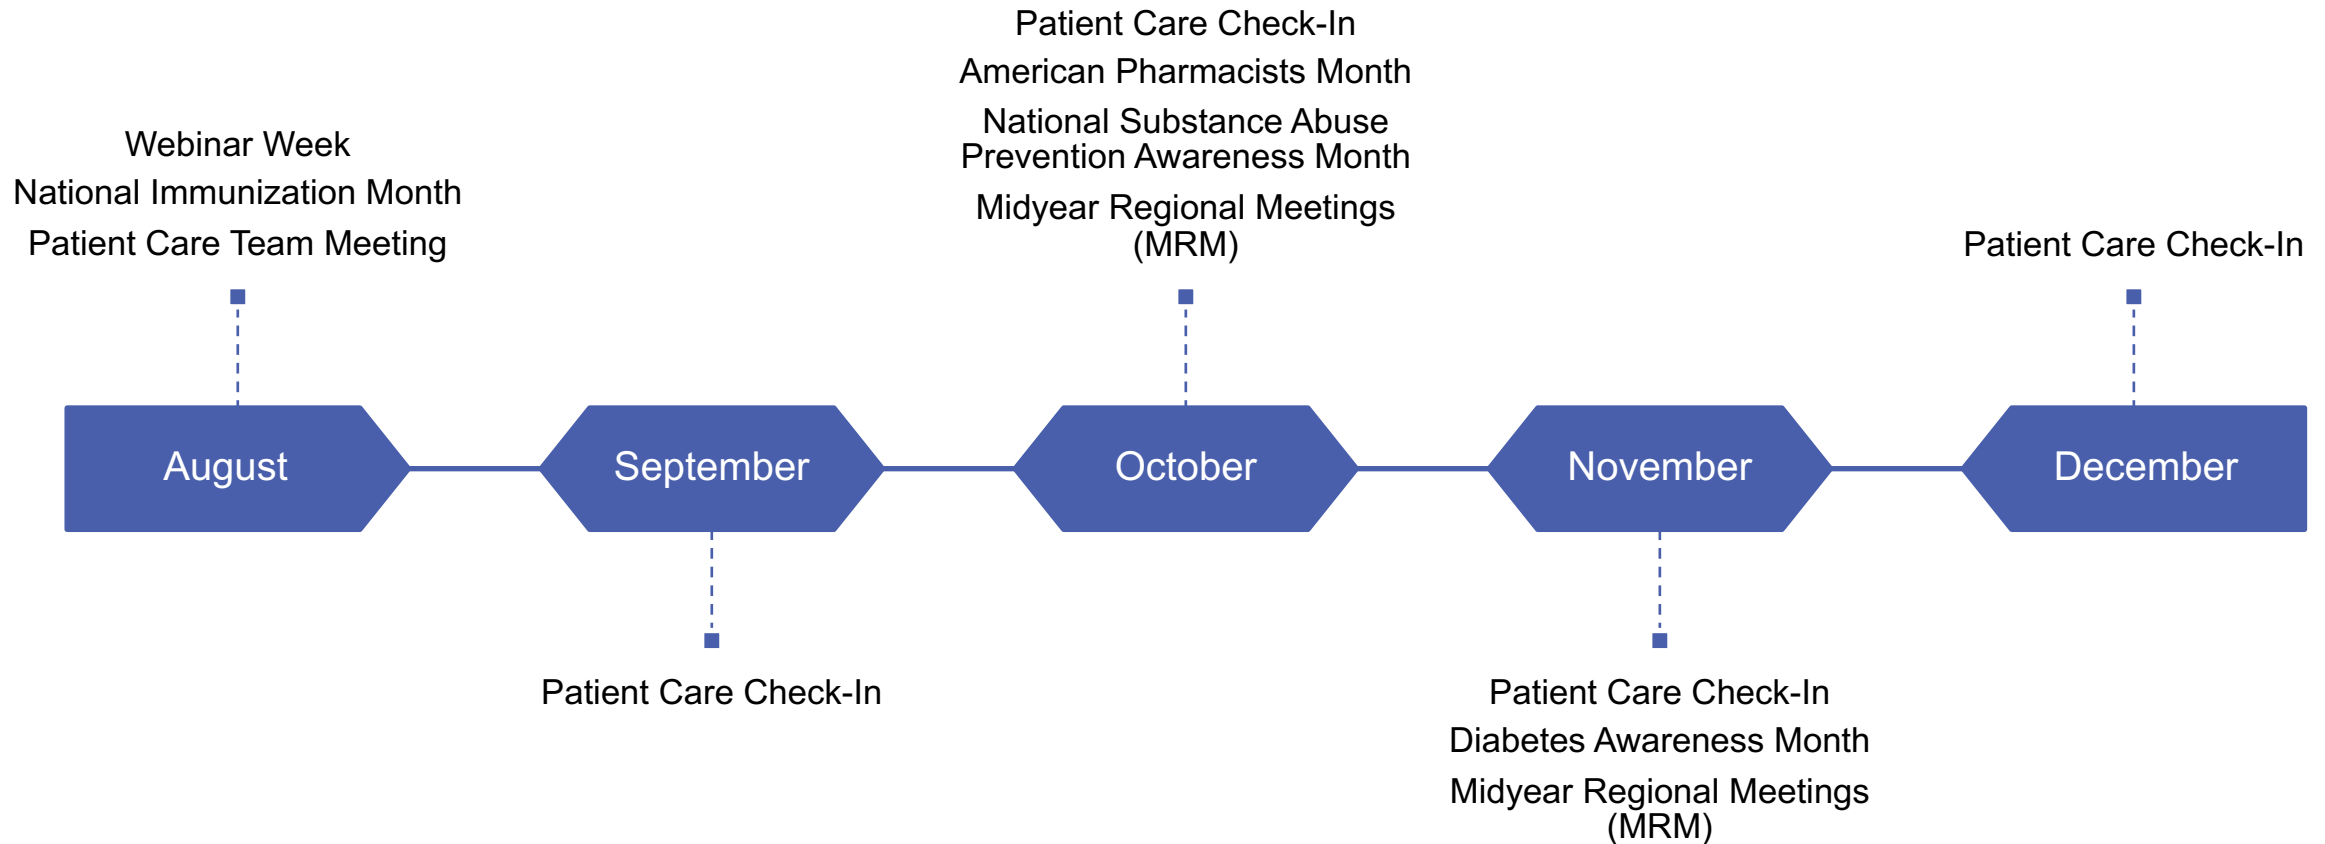 Patient Care Check-In
American Pharmacists Month
National Substance Abuse
Prevention Awareness Month
Midyear Regional Meetings
(MRM)
Webinar Week
National Immunization Month
Patient Care Team Meeting
Patient Care Check-In
August
September
October
November
December
Patient Care Check-In
Patient Care Check-In
Diabetes Awareness Month
Midyear Regional Meetings
(MRM)